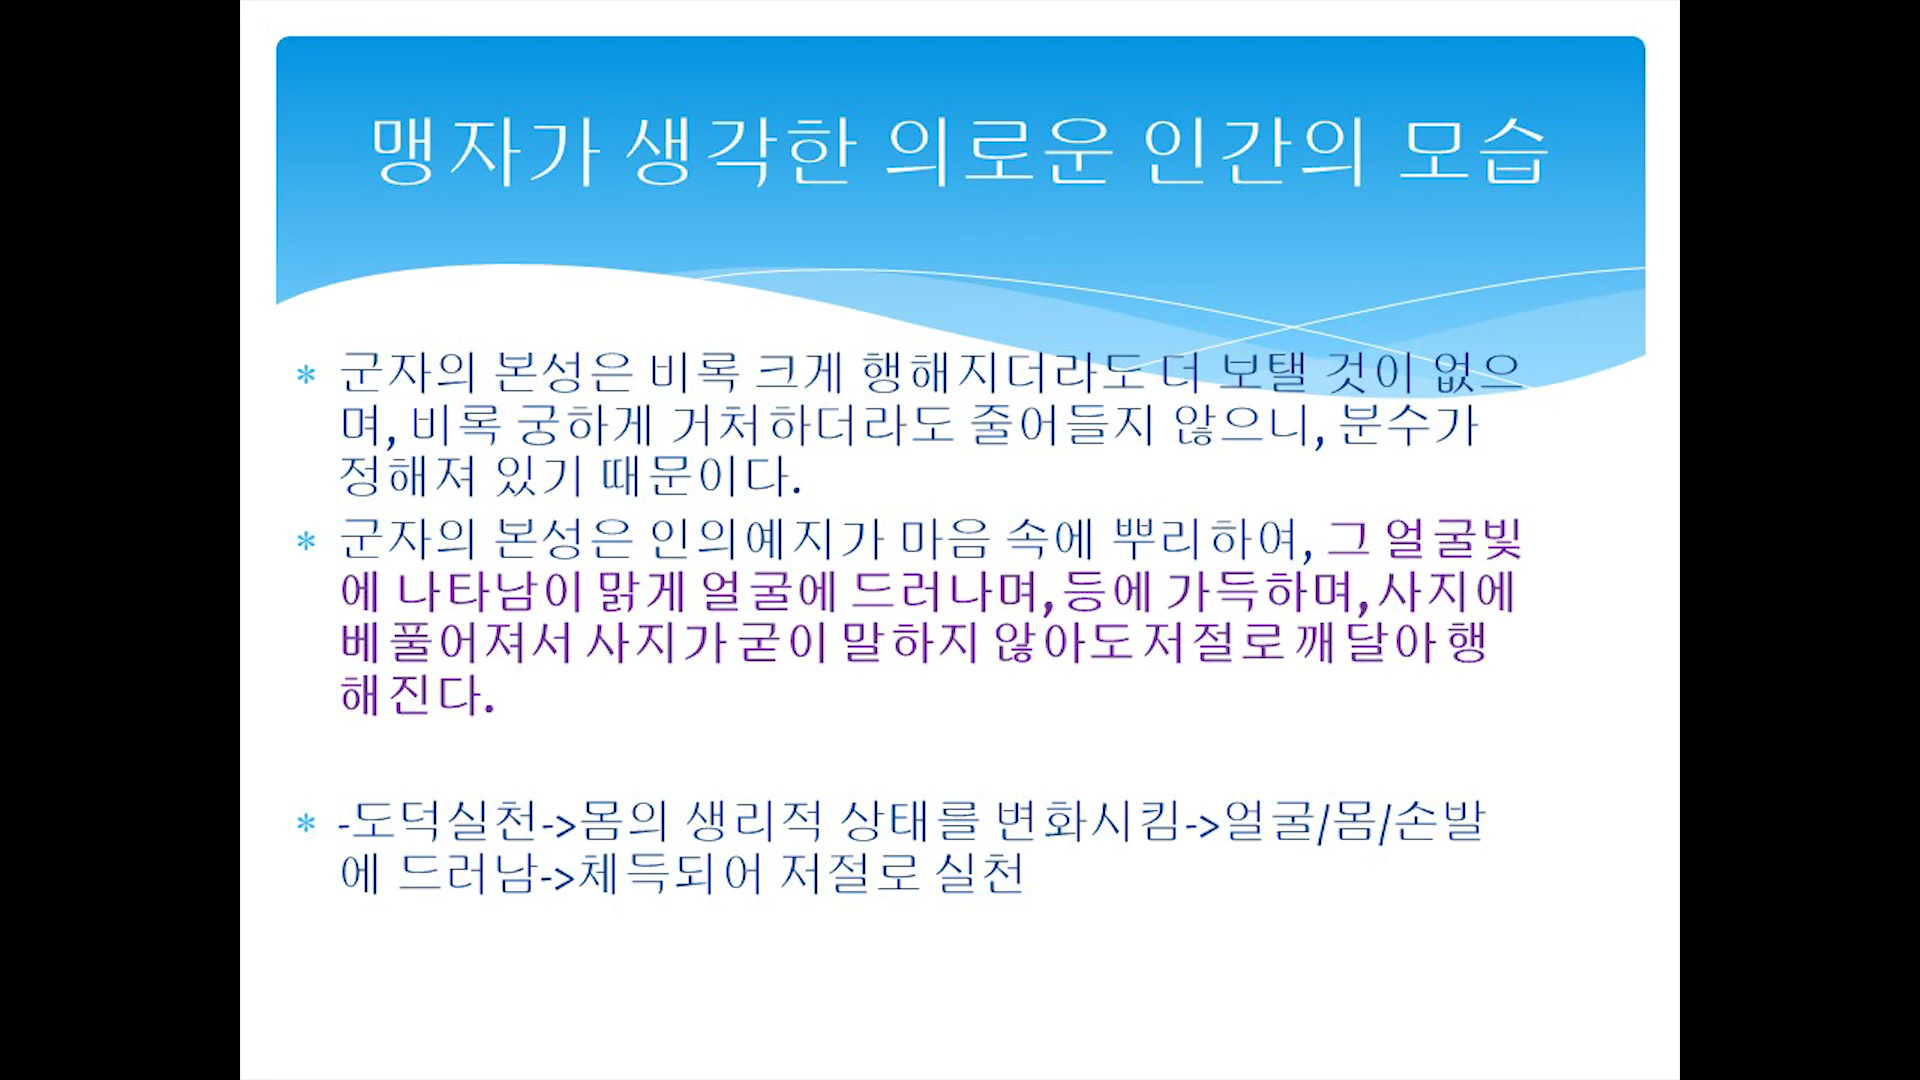 맹자가 생각한 의로운 인간의 모습
* 군자의 본성은 비록 크게 행해지더라도 더 보탤 것이 없으
며, 비록 궁하게 거처하더라도 줄어들지 않으니, 분수가
정해져 있기 때문이다.
* 군자의 본성은 인의예지가 마음 속에 뿌리하여, 그 얼굴빛
에 나타남이 맑게 얼굴에 드러나며, 등에 가득하며, 사지에
베풀어져서 사지가 굳이 말하지 않아도 저절로 깨달아 행
해진다.
* -도덕실천->몸의 생리적 상태를 변화시킴->얼굴/몸/손발
에 드러남->체득되어 저절로 실천